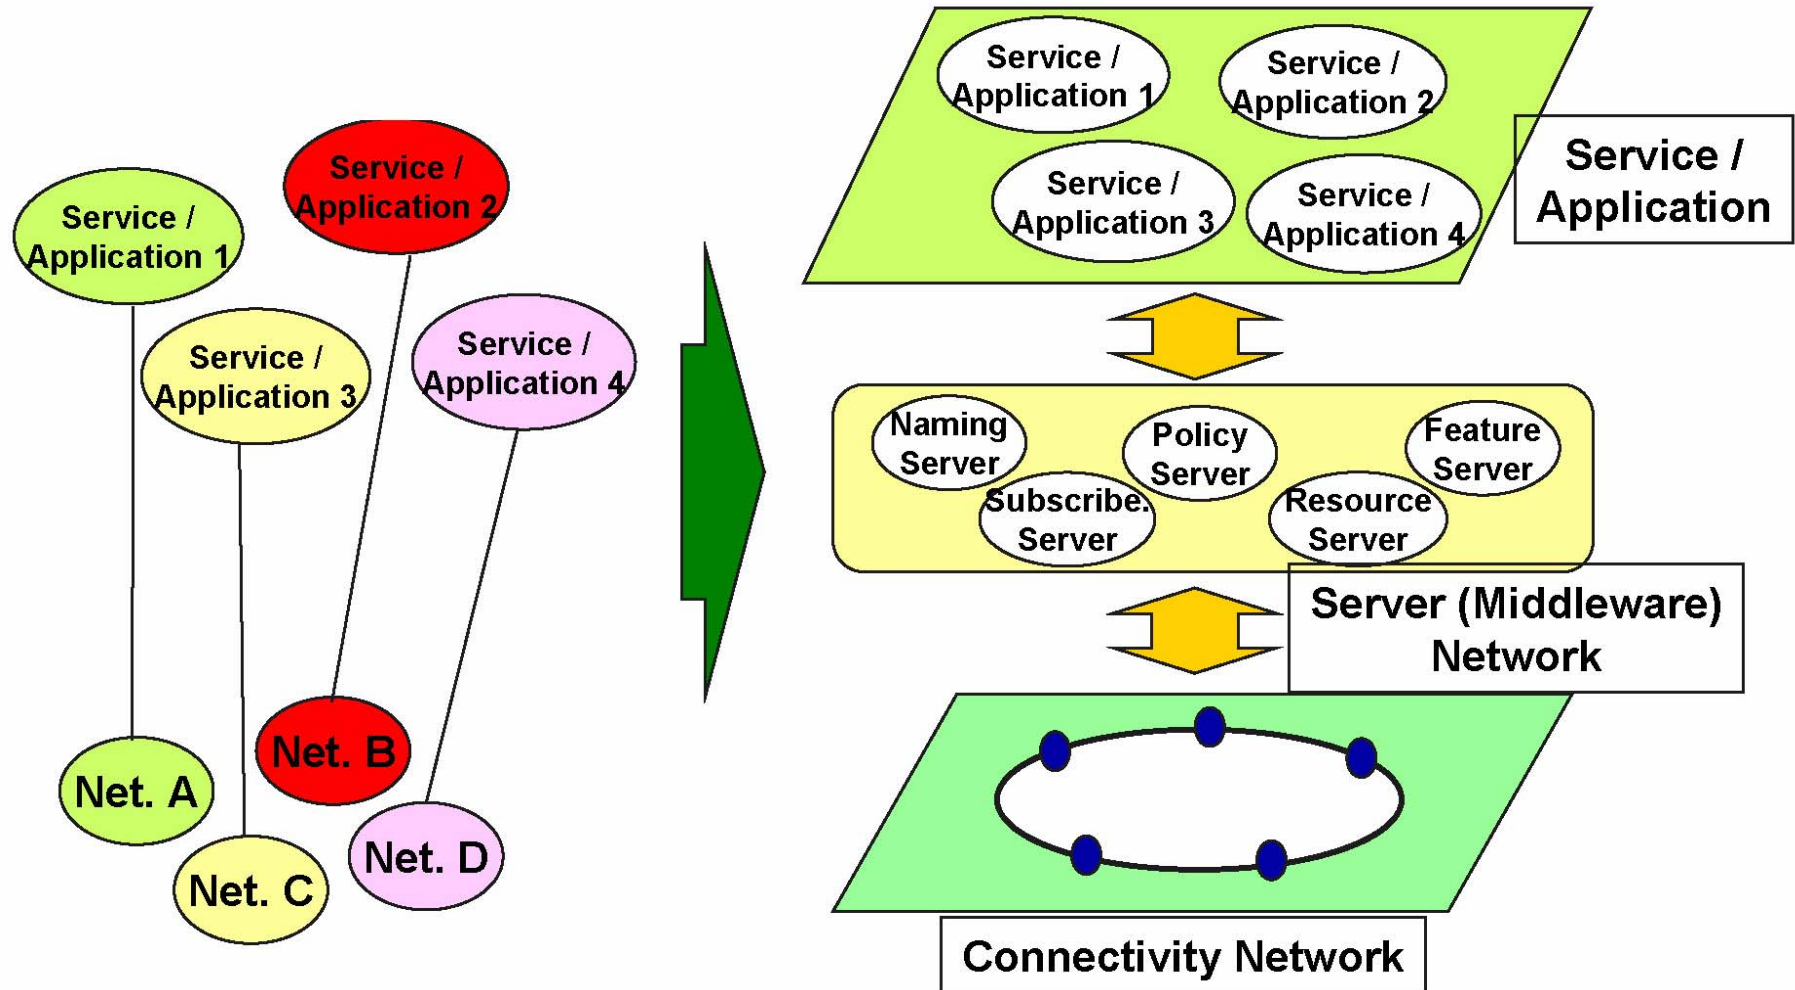 Service /
Application 1
Service /
Application 2
Service /
Application 3
Service /
Application 4
Net. A
Net. B
Net. C
Net. D
Service /
Application 1
Service /
Application 2
Service /
Application 3
Service /
Application 4
Service /
Application
Naming
Server
Subscribe.
Server
Policy
Server
Resource
Server
Feature
Server
Server (Middleware)
Network
Connectivity Network